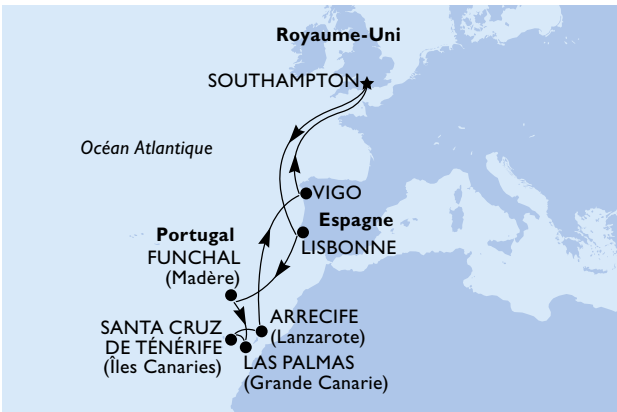 Royaume-Uni
SOUTHAMPTON
Océan Atlantique
VIGO
Espagne
LISBONNE
Portugal
FUNCHAL
(Madère)
ARRECIFE
(Lanzarote)
SANTA CRUZ
DE TÉNÉRIFE
(Îles Canaries)
LAS PALMAS
(Grande Canarie)